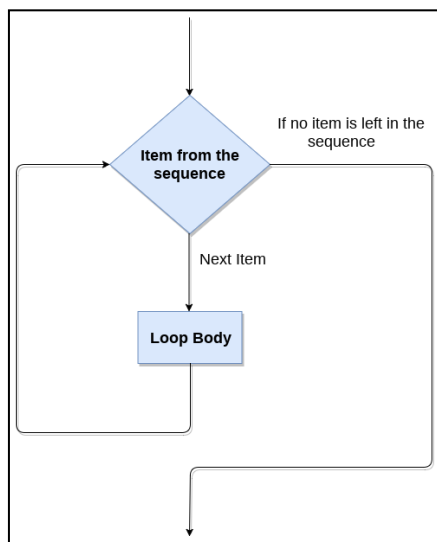 Item from the
sequence
If no item is left in the
sequence
Next Item
Loop Body